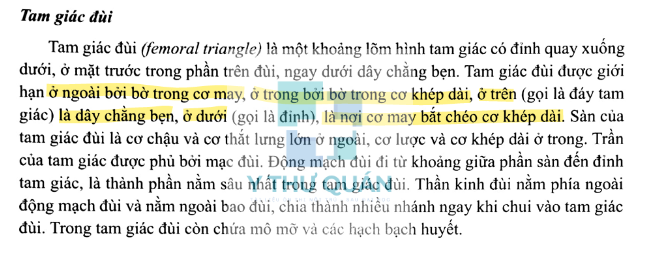 Tam giác đùi
Tam giác đùi (femoral triangle) là một khoảng lõm hình tam giác có đỉnh quay xuống
dưới, ở mặt trước trong phần trên đùi, ngay dưới dây chằng bẹn. Tam giác đùi được giới
hạn ở ngoài bởi bờ trong cơ may, ở trong bởi bờ trong cơ khép dài, ở trên (gọi là đáy tam
giác) là dây chằng bẹn, ở dưới (gọi là đỉnh), là nơi cơ may bắt chéo cơ khép dài. Sàn của
tam giác đùi là cơ chậu và cơ thắt lưng lớn ở ngoài, cơ lược và cơ khép dài ở trong. Trần
của tam giác được phủ bởi mạc đùi. Động mạch đùi đi từ khoảng giữa phần sàn đến đỉnh
tam giác, là thành phần nằm sâu nhất trong tam giác đùi. Thần kinh đùi nằm phía ngoài
động mạch đùi và nằm ngoài bao đùi, chia thành nhiều nhánh ngay khi chui vào tam giác
đùi. Trong tam giác đùi còn chứa mô mỡ và các hạch bạch huyết.
Y THƯ QUÁN